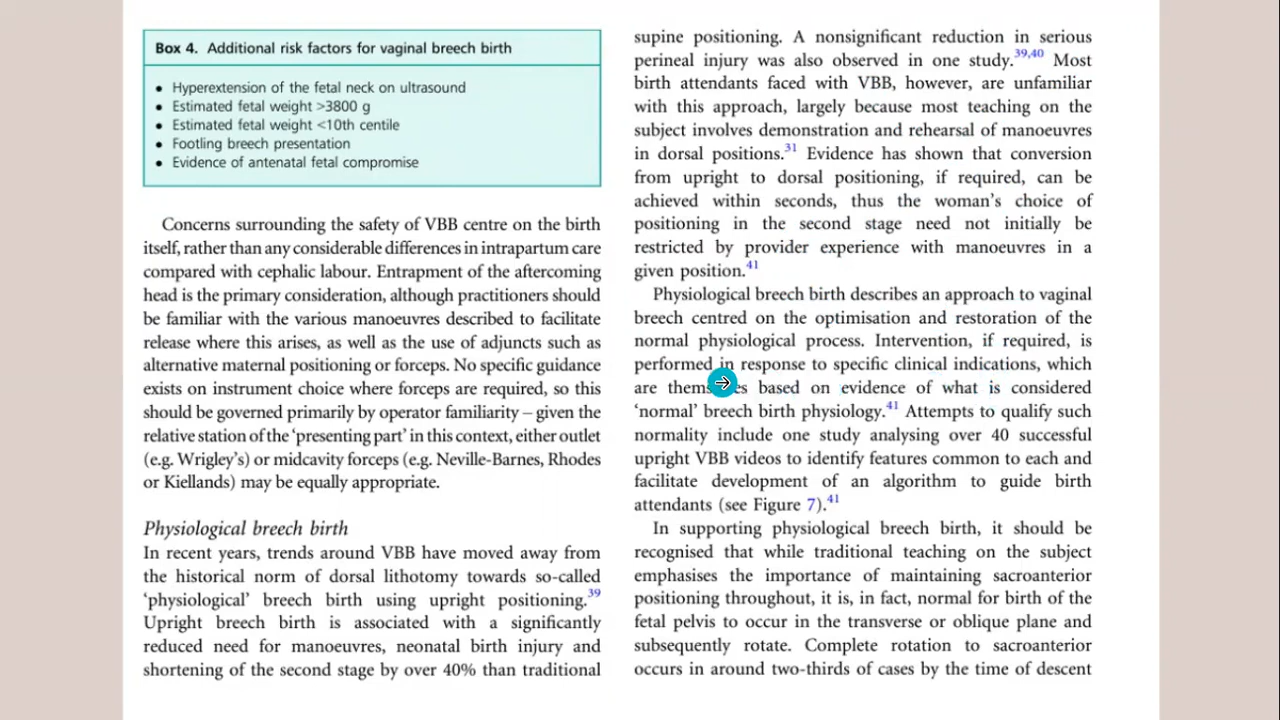 Box 4. Additional risk factors for vaginal breech birth
• Hyperextension of the fetal neck on ultrasound
• Estimated fetal weight >3800 g
• Estimated fetal weight <10th centile
• Footling breech presentation
• Evidence of antenatal fetal compromise
Concerns surrounding the safety of VBB centre on the birth
itself, rather than any considerable differences in intrapartum care
compared with cephalic labour. Entrapment of the aftercoming
head is the primary consideration, although practitioners should
be familiar with the various manoeuvres described to facilitate
release where this arises, as well as the use of adjuncts such as
alternative maternal positioning or forceps. No specific guidance
exists on instrument choice where forceps are required, so this
should be governed primarily by operator familiarity – given the
relative station of the 'presenting part' in this context, either outlet
(e.g. Wrigley's) or midcavity forceps (e.g. Neville-Barnes, Rhodes
or Kiellands) may be equally appropriate.
Physiological breech birth
In recent years, trends around VBB have moved away from
the historical norm of dorsal lithotomy towards so-called
'physiological' breech birth using upright positioning.39
Upright breech birth is associated with a significantly
reduced need for manoeuvres, neonatal birth injury and
shortening of the second stage by over 40% than traditional
supine positioning. A nonsignificant reduction in serious
perineal injury was also observed in one study.39,40 Most
birth attendants faced with VBB, however, are unfamiliar
with this approach, largely because most teaching on the
subject involves demonstration and rehearsal of manoeuvres
in dorsal positions.31 Evidence has shown that conversion
from upright to dorsal positioning, if required, can be
achieved within seconds, thus the woman's choice of
positioning in the second stage need not initially be
restricted by provider experience with manoeuvres in a
given position.41
Physiological breech birth describes an approach to vaginal
breech centred on the optimisation and restoration of the
normal physiological process. Intervention, if required, is
performed in response to specific clinical indications, which
are based on evidence of what is considered
'normal' breech birth physiology.41 Attempts to qualify such
normality include one study analysing over 40 successful
upright VBB videos to identify features common to each and
facilitate development of an algorithm to guide birth
attendants (see Figure 7).41
In supporting physiological breech birth, it should be
recognised that while traditional teaching on the subject
emphasises the importance of maintaining sacroanterior
positioning throughout, it is, in fact, normal for birth of the
fetal pelvis to occur in the transverse or oblique plane and
subsequently rotate. Complete rotation to sacroanterior
occurs in around two-thirds of cases by the time of descent